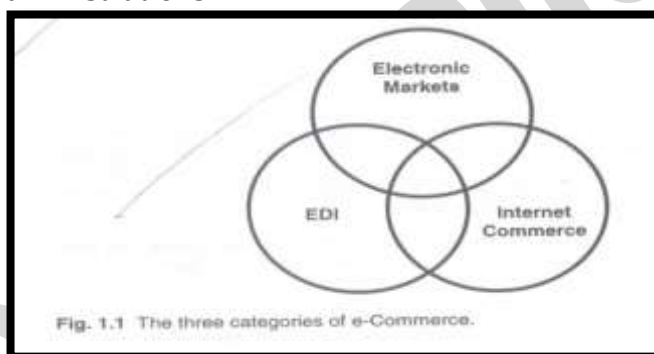 Electronic
Markets
EDI
Internet
Commerce
Fig. 1.1 The three categories of e-Commerce.